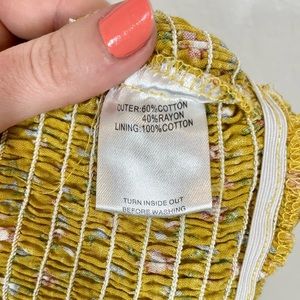 OUTER:60%COTTON
40%RAYON
LINING:100%COTTON
TURN INSIDE OUT
BEFORE WASHING